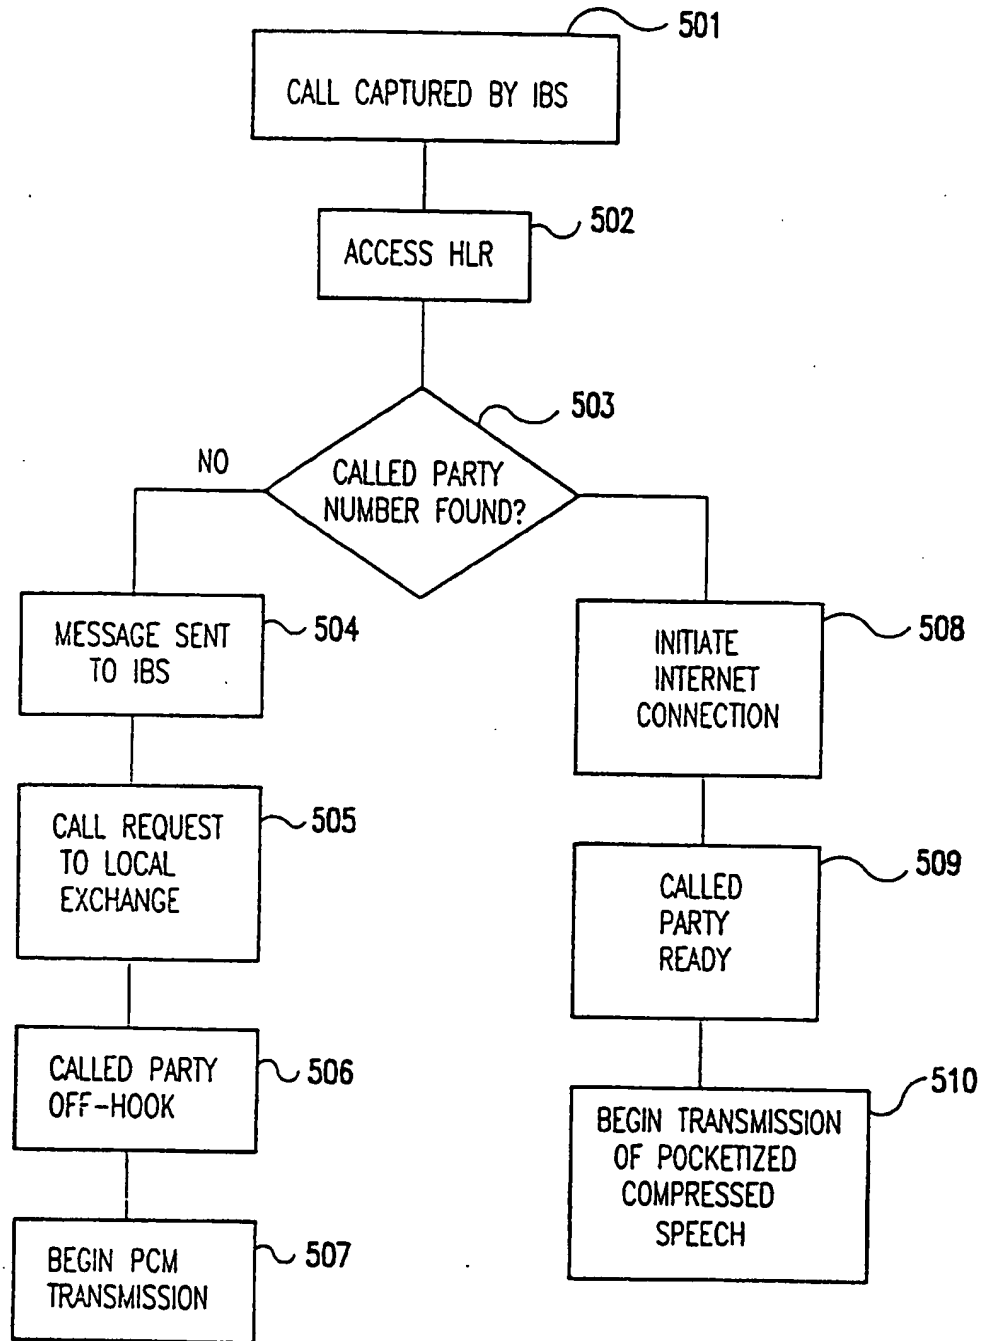 501
CALL CAPTURED BY IBS
502
ACCESS HLR
503
NO
CALLED PARTY
NUMBER FOUND?
504
MESSAGE SENT
TO IBS
508
INITIATE
INTERNET
CONNECTION
505
CALL REQUEST
TO LOCAL
EXCHANGE
509
CALLED
PARTY
READY
506
CALLED PARTY
OFF-HOOK
510
BEGIN TRANSMISSION
OF POCKETIZED
COMPRESSED
SPEECH
507
BEGIN PCM
TRANSMISSION